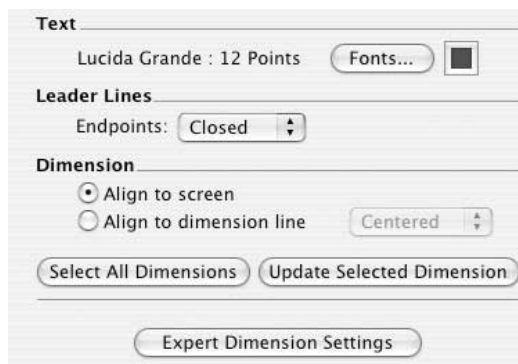 Text
Lucida Grande : 12 Points Fonts...
Leader Lines
Endpoints: Closed
Dimension
Align to screen
Align to dimension line Centered
Select All Dimensions Update Selected Dimension
Expert Dimension Settings